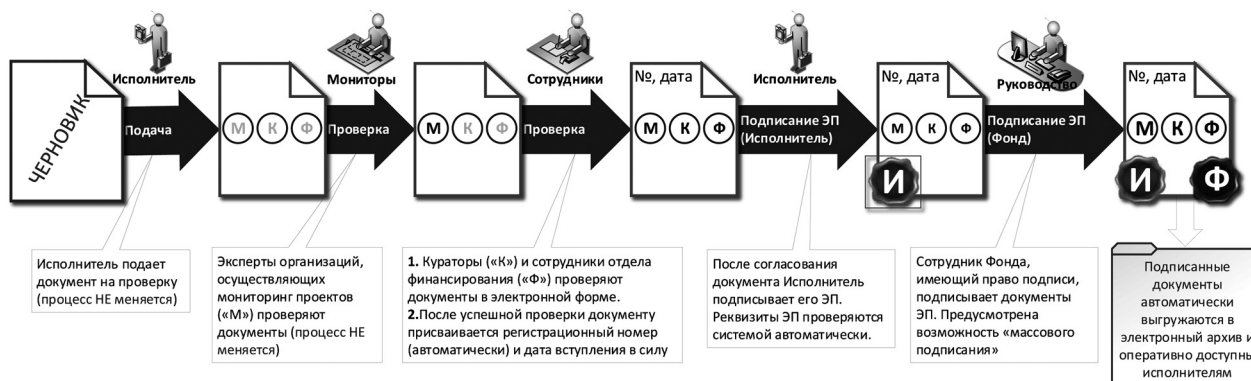 Исполнитель
Мониторы
Сотрудники
Исполнитель
Руководство
ЧЕРНОВИК
Подача
М К Ф
Проверка
М К Ф
Проверка
№, дата
М К Ф
Подписание ЭП
(Исполнитель)
№, дата
М К Ф
И
Подписание ЭП
(Фонд)
№, дата
М К Ф
И Ф
Исполнитель подает
документ на проверку
(процесс НЕ меняется)
Эксперты организаций,
осуществляющих
мониторинг проектов
(«М») проверяют
документы (процесс НЕ
меняется)
1. Кураторы («К») и сотрудники отдела
финансирования («Ф») проверяют
документы в электронной форме.
2.После успешной проверки документу
присваивается регистрационный номер
(автоматически) и дата вступления в силу
После согласования
документа Исполнитель
подписывает его ЭП.
Реквизиты ЭП проверяются
системой автоматически.
Сотрудник Фонда,
имеющий право подписи,
подписывает документы
ЭП. Предусмотрена
возможность «массового
подписания»
Подписанные
документы
автоматически
выгружаются в
электронный архив и
оперативно доступны
исполнителям